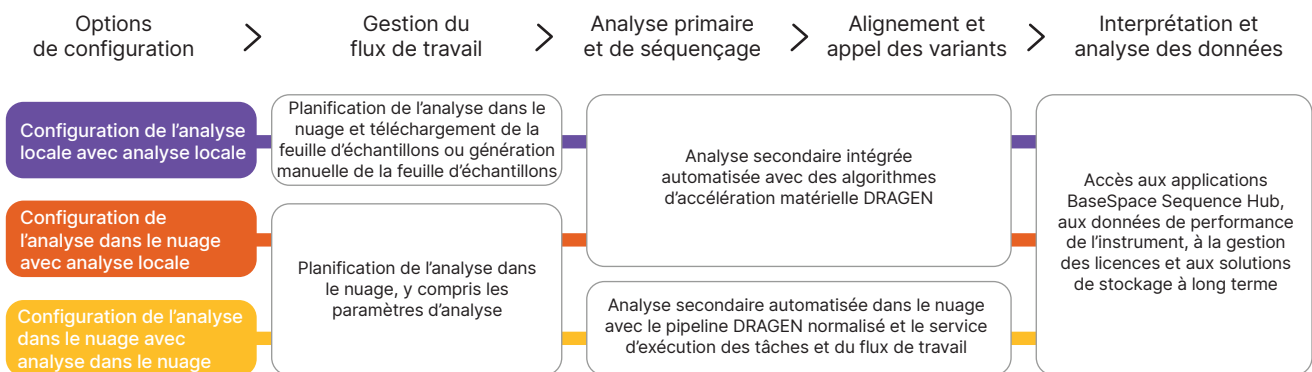 Options
de configuration
Gestion du
flux de travail
Analyse primaire
et de séquençage
Alignement et
appel des variants
Interprétation et
analyse des données
Configuration de l'analyse
locale avec analyse locale
Planification de l'analyse dans le
nuage et téléchargement de la
feuille d'échantillons ou génération
manuelle de la feuille d'échantillons
Analyse secondaire intégrée
automatisée avec des algorithmes
d'accélération matérielle DRAGEN
Accès aux applications
BaseSpace Sequence Hub,
aux données de performance
de l'instrument, à la gestion
des licences et aux solutions
de stockage à long terme
Configuration de
l'analyse dans le nuage
avec analyse locale
Planification de l'analyse dans
le nuage, y compris les
paramètres d'analyse
Configuration de l'analyse
dans le nuage avec
analyse dans le nuage
Analyse secondaire automatisée dans le nuage
avec le pipeline DRAGEN normalisé et le service
d'exécution des tâches et du flux de travail